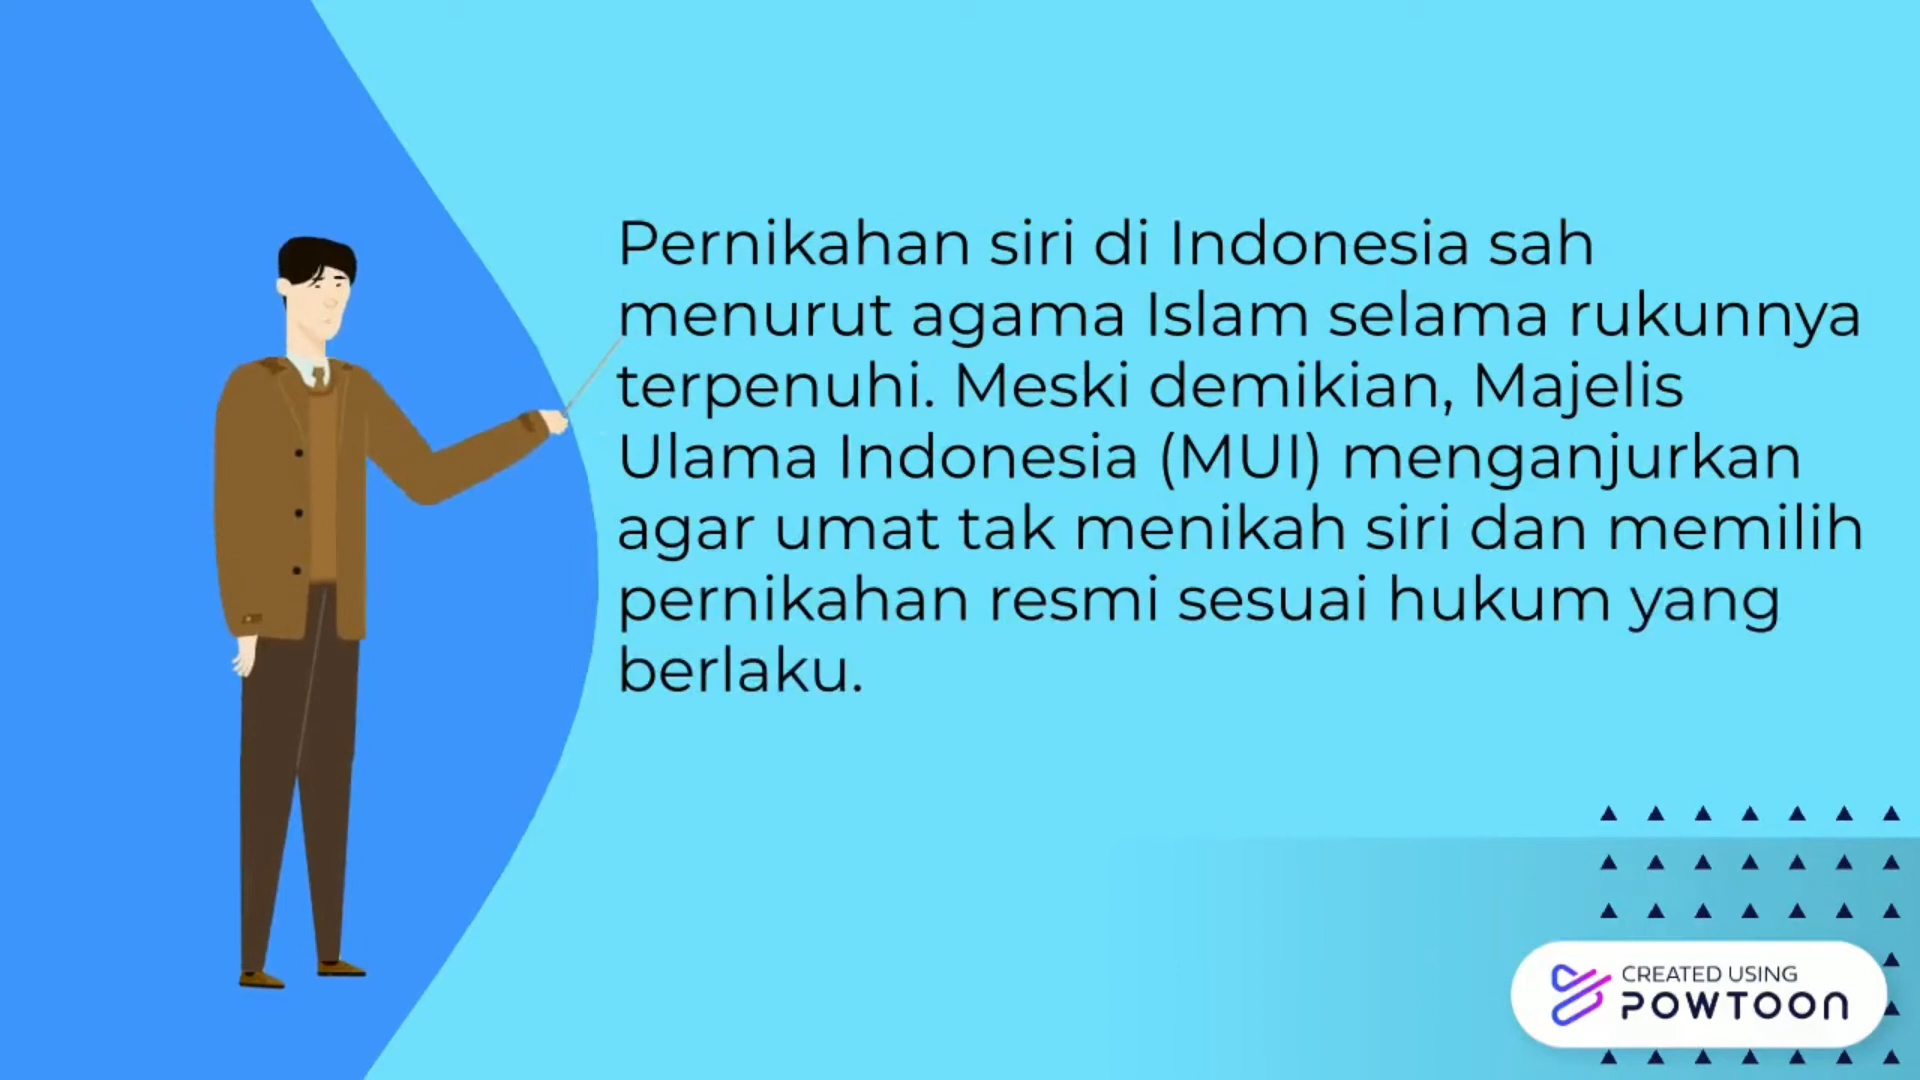 Pernikahan siri di Indonesia sah
menurut agama Islam selama rukunnya
terpenuhi. Meski demikian, Majelis
Ulama Indonesia (MUI) menganjurkan
agar umat tak menikah siri dan memilih
pernikahan resmi sesuai hukum yang
berlaku.
CREATED USING
POWTOON